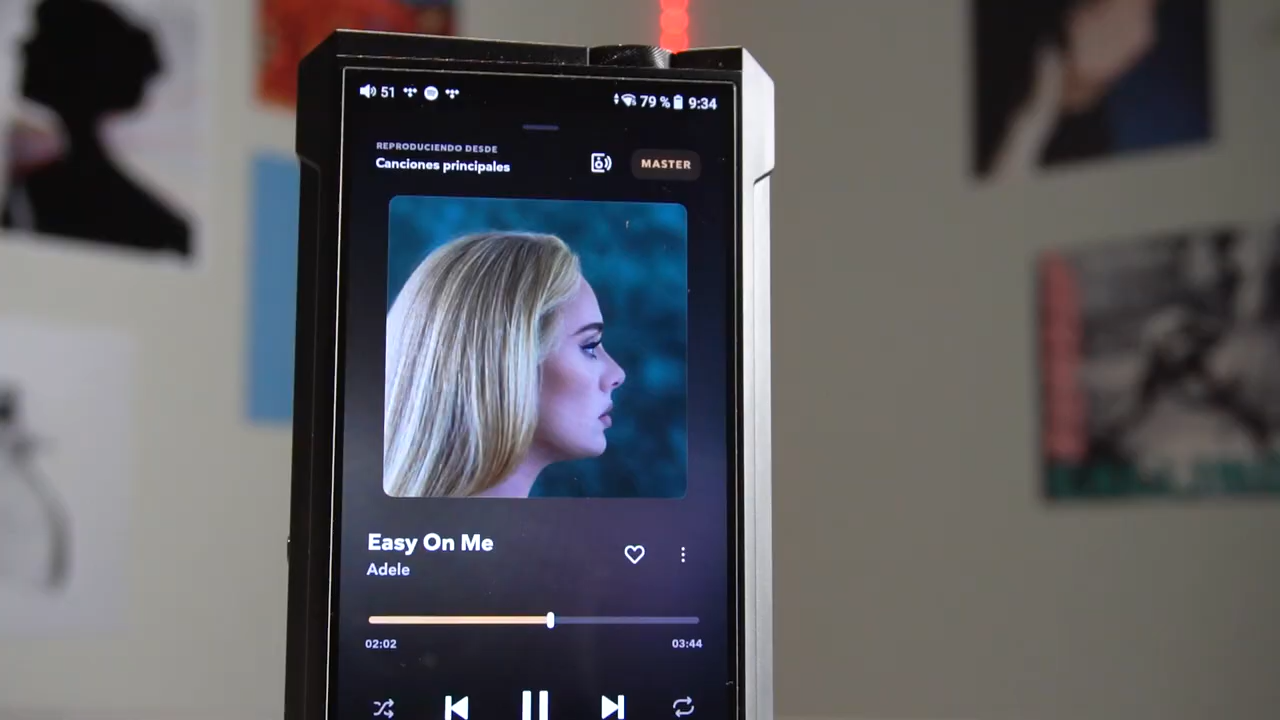 51
79 % 9:34
REPRODUCIENDO DESDE
Canciones principales
MASTER
Easy On Me
Adele
02:02
03:44